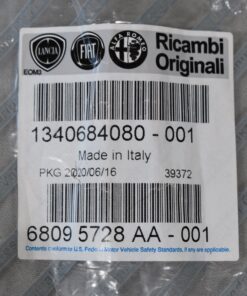 LANCIA FIAT ALFA ROMEO Ricambi
EDM3 Originali
1340684080 - 001
Made in Italy
PKG 2020/06/16 39372
6809 5728 AA - 001
Contents conform to U.S. Federal Motor Vehicle Safety Standards, if any are applicable.